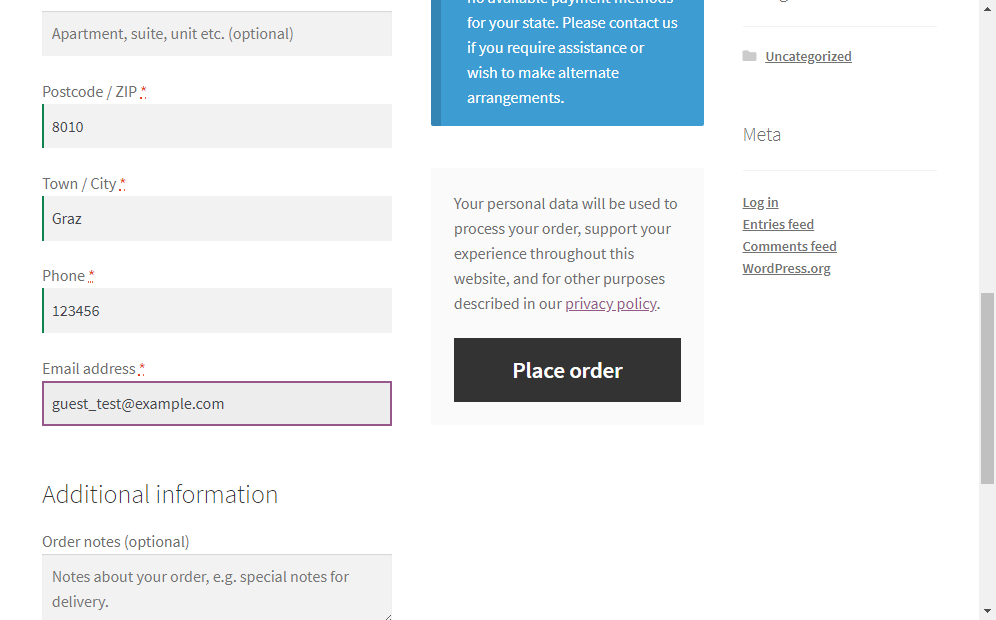 Apartment, suite, unit etc. (optional)
Postcode / ZIP *
8010
Town / City *
Graz
Phone *
123456
Email address *
guest_test@example.com
Additional information
Order notes (optional)
Notes about your order, e.g. special notes for
delivery.
no available payment methods
for your state. Please contact us
if you require assistance or
wish to make alternate
arrangements.
Your personal data will be used to
process your order, support your
experience throughout this
website, and for other purposes
described in our privacy policy.
Place order
Uncategorized
Meta
Log in
Entries feed
Comments feed
WordPress.org